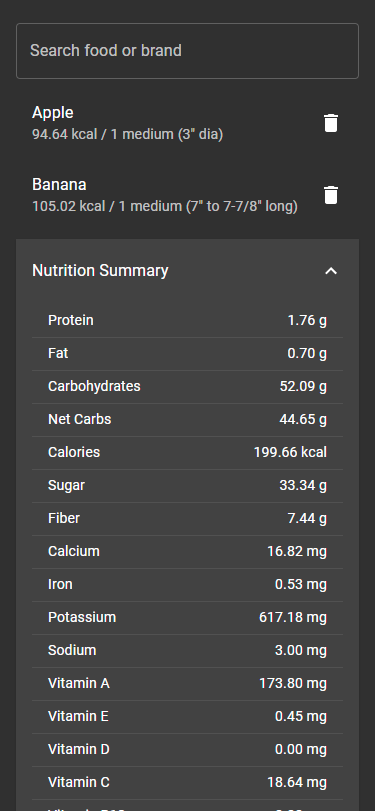 Search food or brand
Apple
94.64 kcal / 1 medium (3" dia)
Banana
105.02 kcal / 1 medium (7" to 7-7/8" long)
Nutrition Summary
Protein 1.76 g
Fat 0.70 g
Carbohydrates 52.09 g
Net Carbs 44.65 g
Calories 199.66 kcal
Sugar 33.34 g
Fiber 7.44 g
Calcium 16.82 mg
Iron 0.53 mg
Potassium 617.18 mg
Sodium 3.00 mg
Vitamin A 173.80 mg
Vitamin E 0.45 mg
Vitamin D 0.00 mg
Vitamin C 18.64 mg